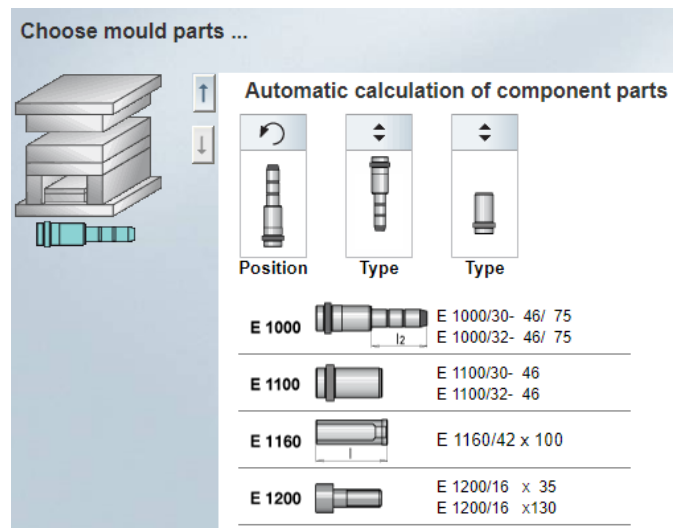 Choose mould parts ...
Automatic calculation of component parts
Position Type Type
E 1000 l2 E 1000/30- 46/ 75
E 1000/32- 46/ 75
E 1100 E 1100/30- 46
E 1100/32- 46
E 1160 l E 1160/42 x 100
E 1200 E 1200/16 x 35
E 1200/16 x130